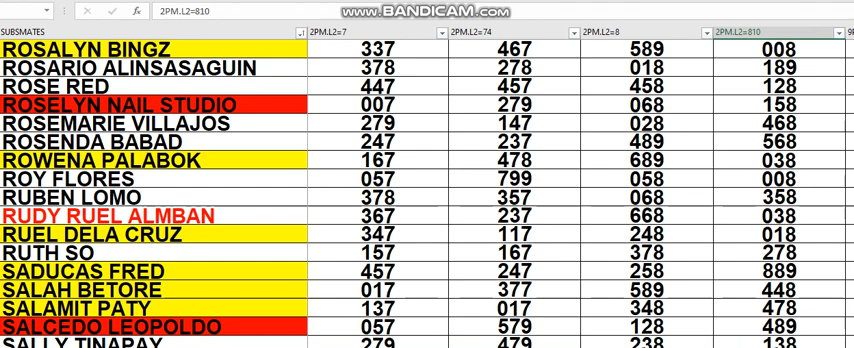 2PM.L2=810
www.BANDICAM.com
SUBSMATES 2PM.L2=7 2PM.L2=74 2PM.L2=8 2PM.L2=810
ROSALYN BINGZ 337 467 589 008
ROSARIO ALINSASAGUIN 378 278 018 189
ROSE RED 447 457 458 128
ROSELYN NAIL STUDIO 007 279 068 158
ROSEMARIE VILLAJOS 279 147 028 468
ROSENDA BABAD 247 237 489 568
ROWENA PALABOK 167 478 689 038
ROY FLORES 057 799 058 008
RUBEN LOMO 378 357 068 358
RUDY RUEL ALMBAN 367 237 668 038
RUEL DELA CRUZ 347 117 248 018
RUTH SO 157 167 378 278
SADUCAS FRED 457 247 258 889
SALAH BETORE 017 377 589 448
SALAMIT PATY 137 017 348 478
SALCEDO LEOPOLDO 057 579 128 489
SALLY TINAPAY 279 479 238 138